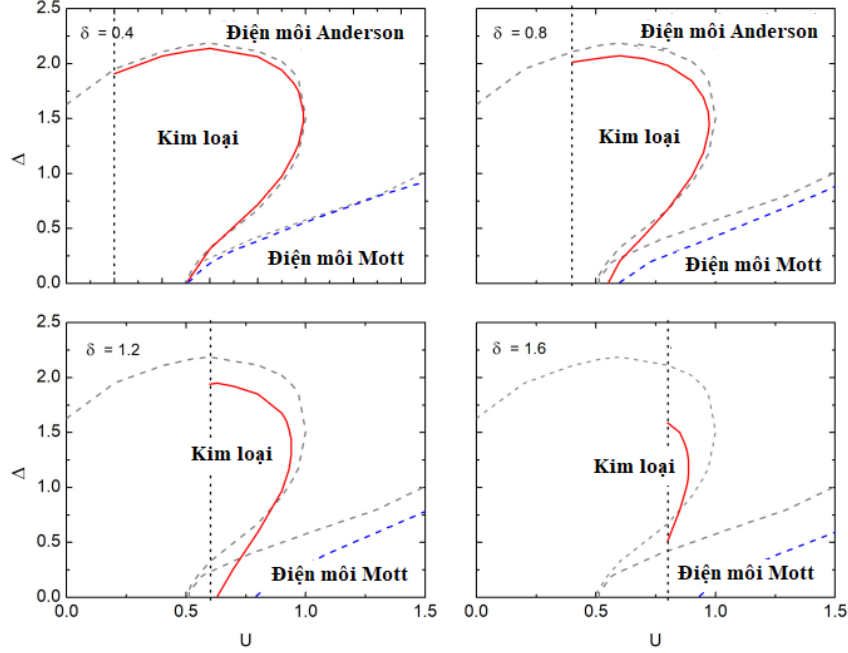 δ = 0.4
Điện môi Anderson
Kim loại
Điện môi Mott
2.5
2.0
1.5
1.0
0.5
0.0
Δ
δ = 0.8
Điện môi Anderson
Kim loại
Điện môi Mott
δ = 1.2
Kim loại
Điện môi Mott
2.5
2.0
1.5
1.0
0.5
0.0
Δ
0.0 0.5 1.0 1.5
U
δ = 1.6
Kim loại
Điện môi Mott
0.0 0.5 1.0 1.5
U